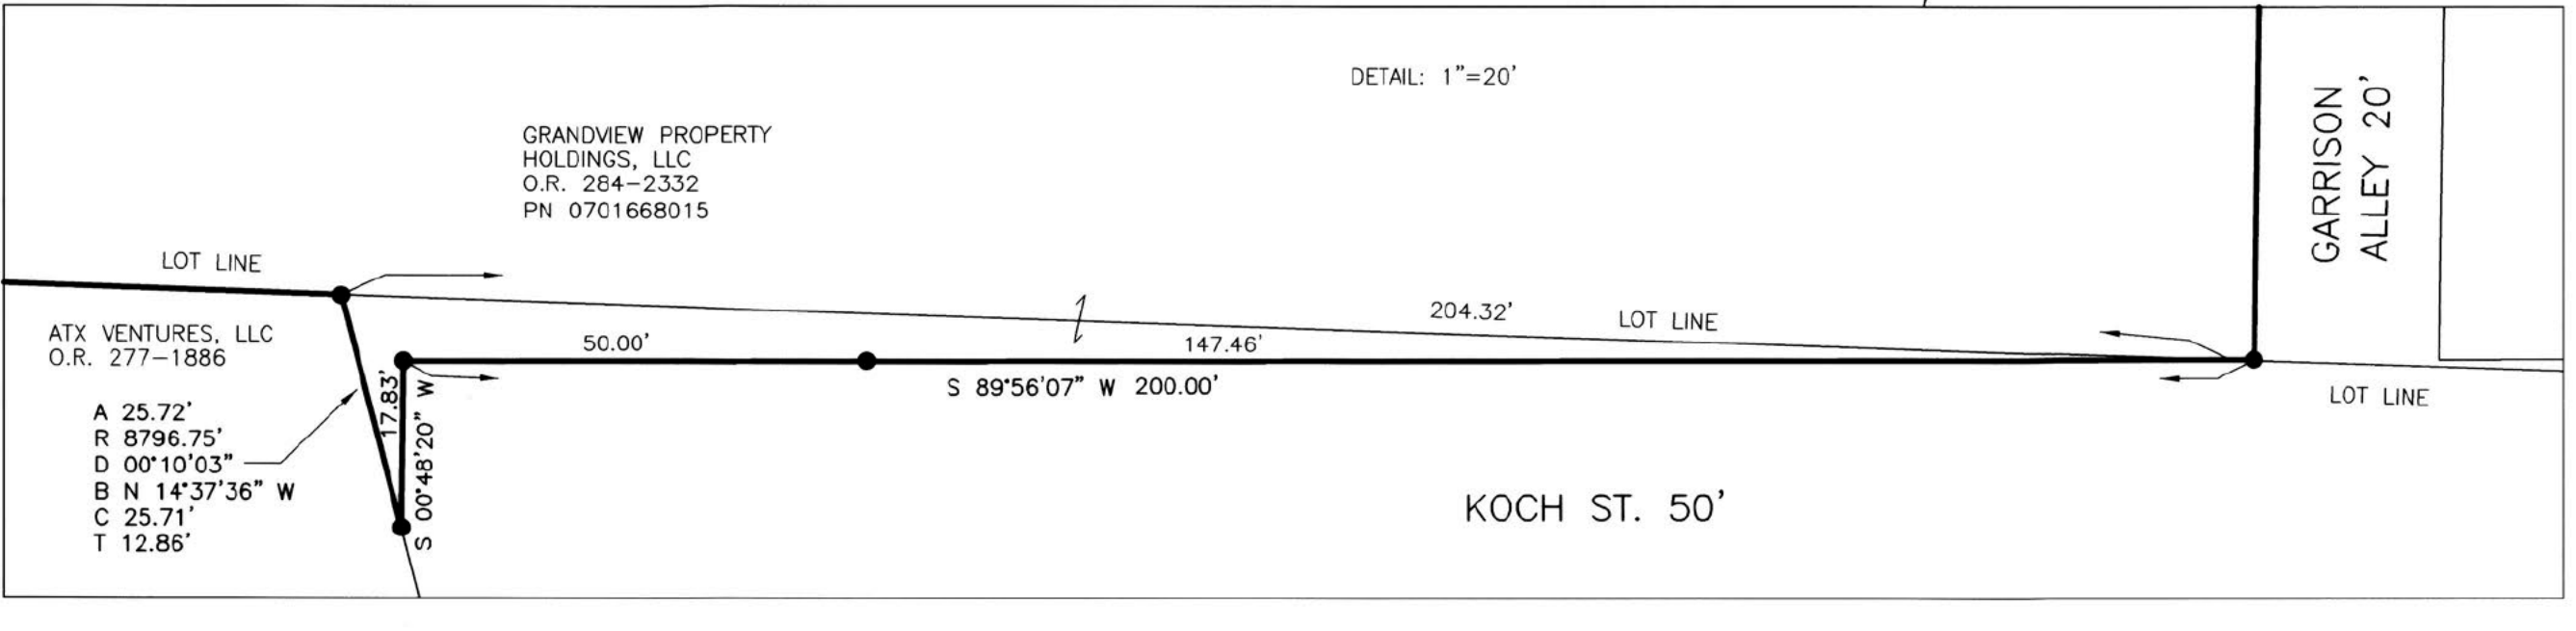 DETAIL: 1"=20'
GRANDVIEW PROPERTY
HOLDINGS, LLC
O.R. 284-2332
PN 0701668015
GARRISON
ALLEY 20'
LOT LINE
ATX VENTURES, LLC
O.R. 277-1886
50.00'
147.46'
204.32'
LOT LINE
S 89°56'07" W 200.00'
LOT LINE
17.83'
S 00°48'20" W
A 25.72'
R 8796.75'
D 00°10'03"
B N 14°37'36" W
C 25.71'
T 12.86'
KOCH ST. 50'